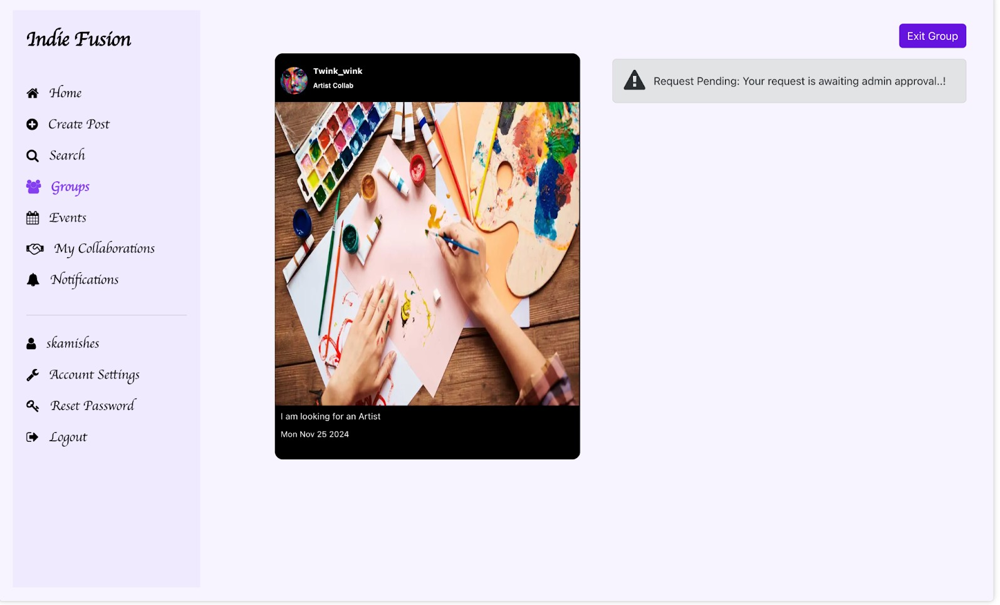 Indie Fusion
Home
Create Post
Search
Groups
Events
My Collaborations
Notifications
skamishes
Account Settings
Reset Password
Logout
Twink_wink
Artist Collab
I am looking for an Artist
Mon Nov 25 2024
Exit Group
Request Pending: Your request is awaiting admin approval..!